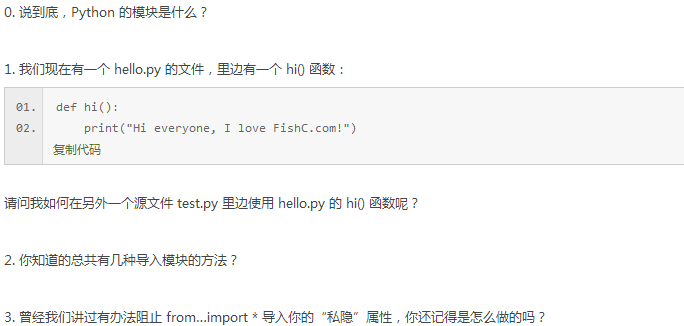 0. 说到底，Python 的模块是什么？
1. 我们现在有一个 hello.py 的文件，里边有一个 hi() 函数：
01. def hi():
02.     print("Hi everyone, I love FishC.com!")
复制代码
请问我如何在另外一个源文件 test.py 里边使用 hello.py 的 hi() 函数呢？
2. 你知道的总共有几种导入模块的方法？
3. 曾经我们讲过有办法阻止 from...import * 导入你的“私隐”属性，你还记得是怎么做的吗？